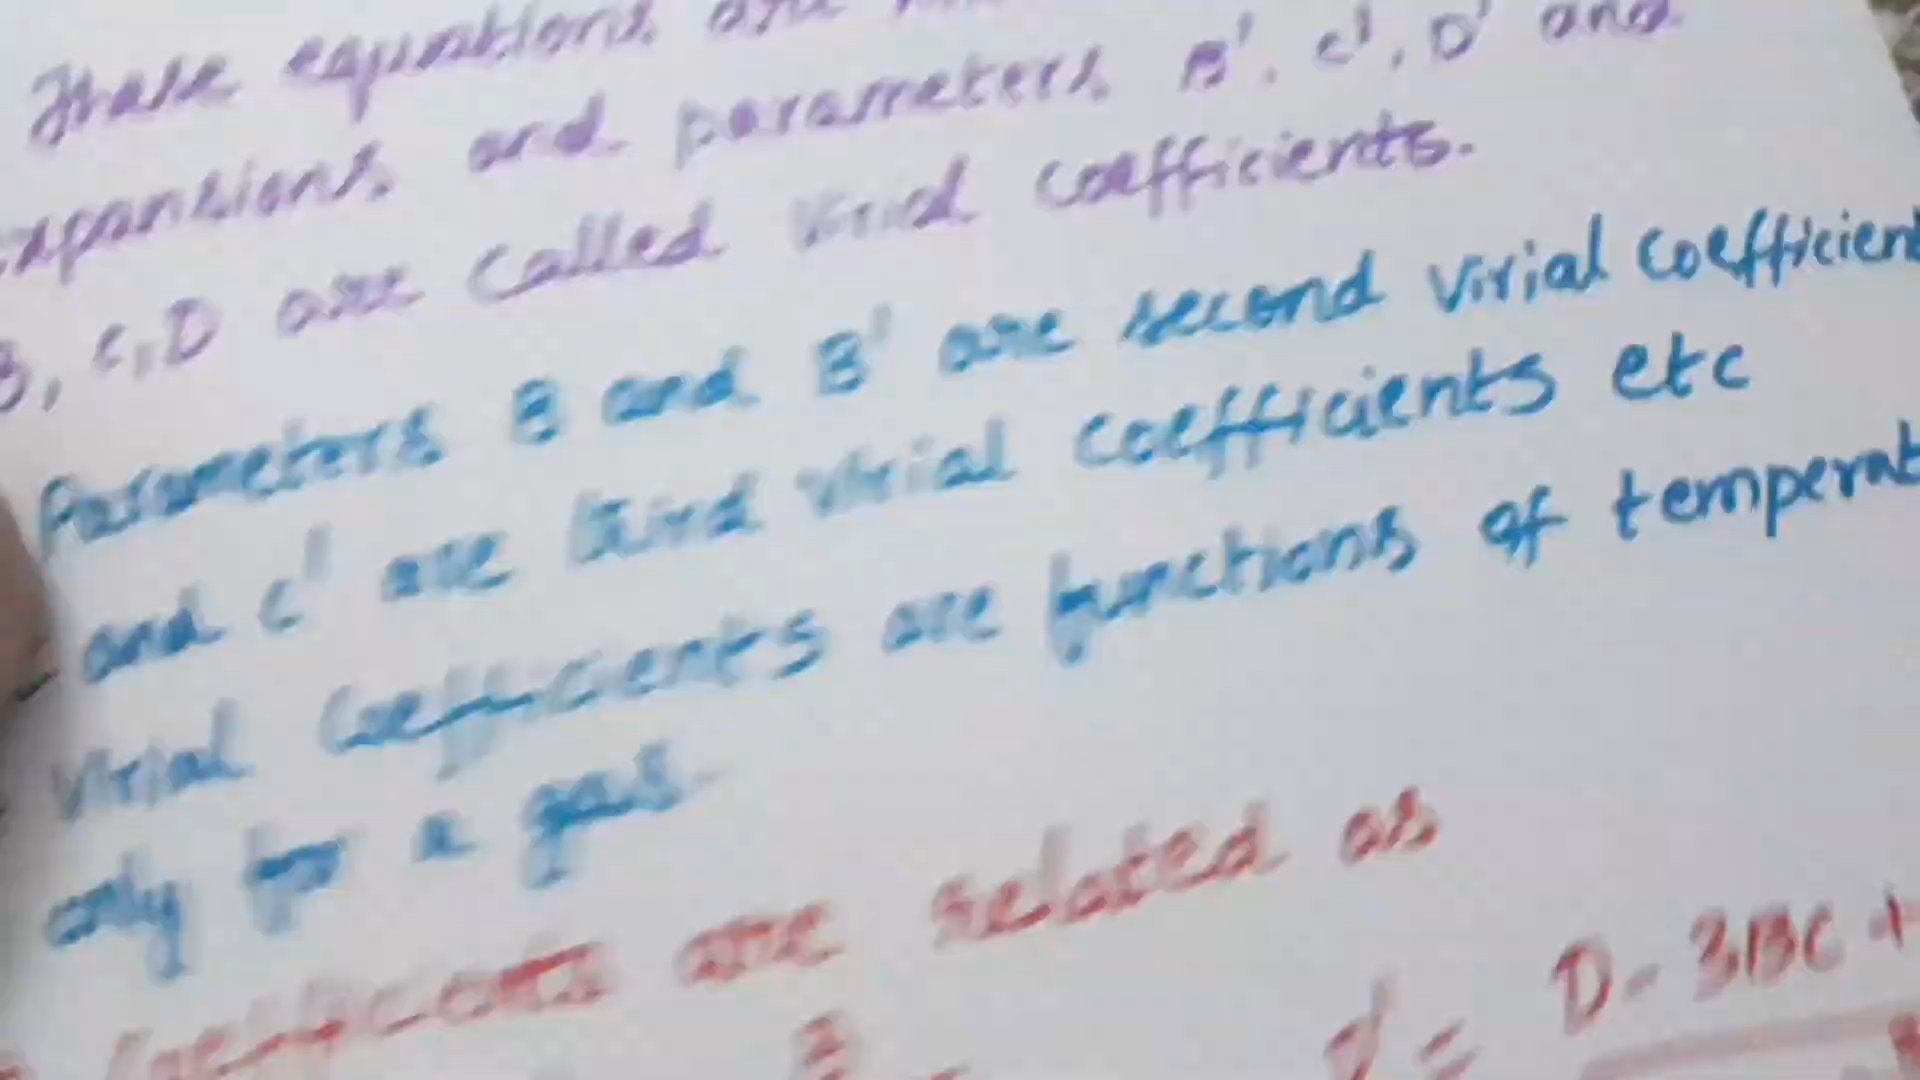 These equations are
expansions and parameters B', C', D' and
B, C, D are called Virial coefficients.
Parameters B and B' are second virial coefficient
and C' are third virial coefficients etc
virial coefficients are functions of temperat
only for a gas
are related as
D' = D - 3BC +